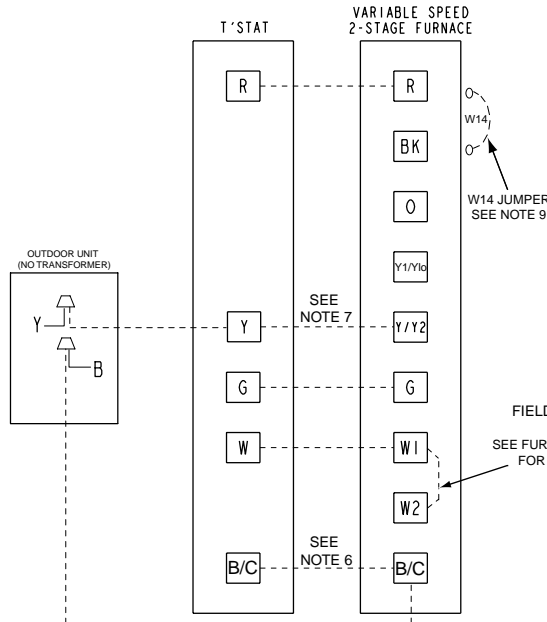 T'STAT
VARIABLE SPEED
2-STAGE FURNACE
R
R
W14
BK
W14 JUMPER
SEE NOTE 9
O
OUTDOOR UNIT
(NO TRANSFORMER)
Y1/Ylo
Y
SEE
NOTE 7
Y
Y/Y2
B
G
G
FIELD
W
W1
SEE FUR
FOR
W2
SEE
NOTE 6
B/C
B/C